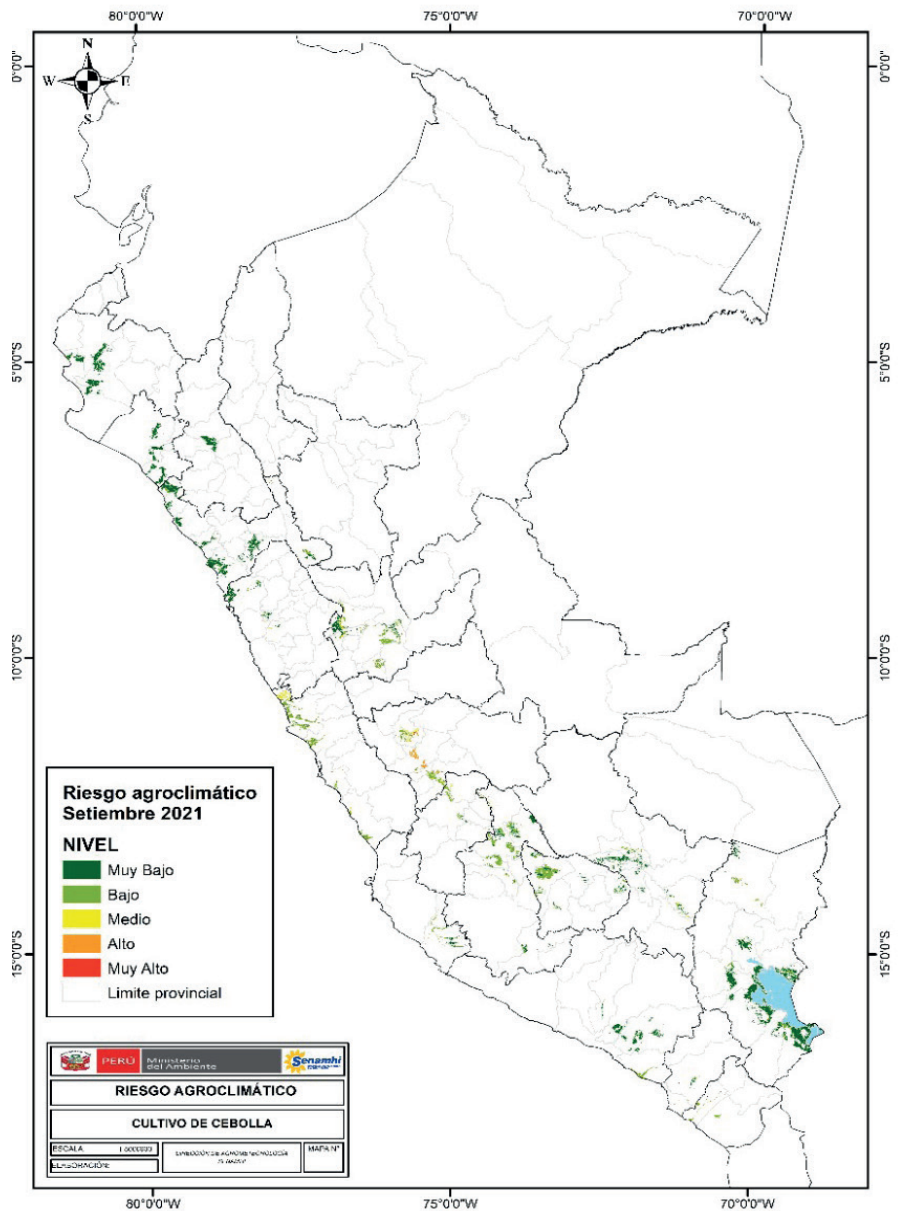 80°0'0"W
75°0'0"W
70°0'0"W
N
W
E
S
0°0'0"
0°0'0"
5°0'0"S
5°0'0"S
10°0'0"S
10°0'0"S
15°0'0"S
15°0'0"S
Riesgo agroclimático
Setiembre 2021
NIVEL
Muy Bajo
Bajo
Medio
Alto
Muy Alto
Limite provincial
PERÚ
Ministerio
del Ambiente
Senamhi
RIESGO AGROCLIMÁTICO
CULTIVO DE CEBOLLA
ESCALA
MAPA N°
ELABORACIÓN:
80°0'0"W
75°0'0"W
70°0'0"W